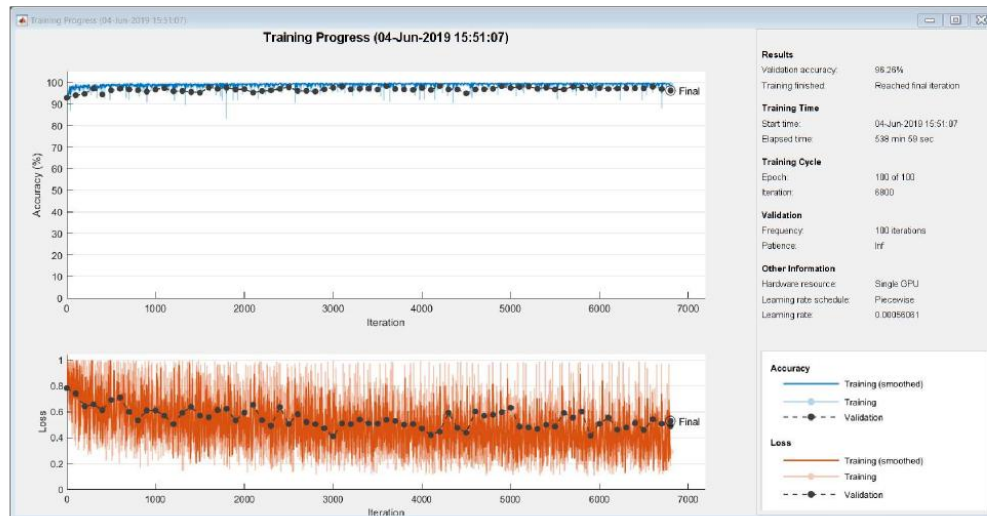 Training Progress (04-Jun-2019 15:51:07)
Training Progress (04-Jun-2019 15:51:07)
100
90
80
70
60
50
40
30
20
10
0
Accuracy (%)
Final
0
1000
2000
3000
4000
5000
6000
7000
Iteration
1
0.8
0.6
0.4
0.2
0
Loss
Final
0
1000
2000
3000
4000
5000
6000
7000
Iteration
Results
Validation accuracy: 96.26%
Training finished: Reached final iteration
Training Time
Start time: 04-Jun-2019 15:51:07
Elapsed time: 538 min 59 sec
Training Cycle
Epoch: 100 of 100
Iteration: 6800
Validation
Frequency: 100 iterations
Patience: Inf
Other Information
Hardware resource: Single GPU
Learning rate schedule: Piecewise
Learning rate:
Accuracy
Training (smoothed)
Training
Validation
Loss
Training (smoothed)
Training
Validation